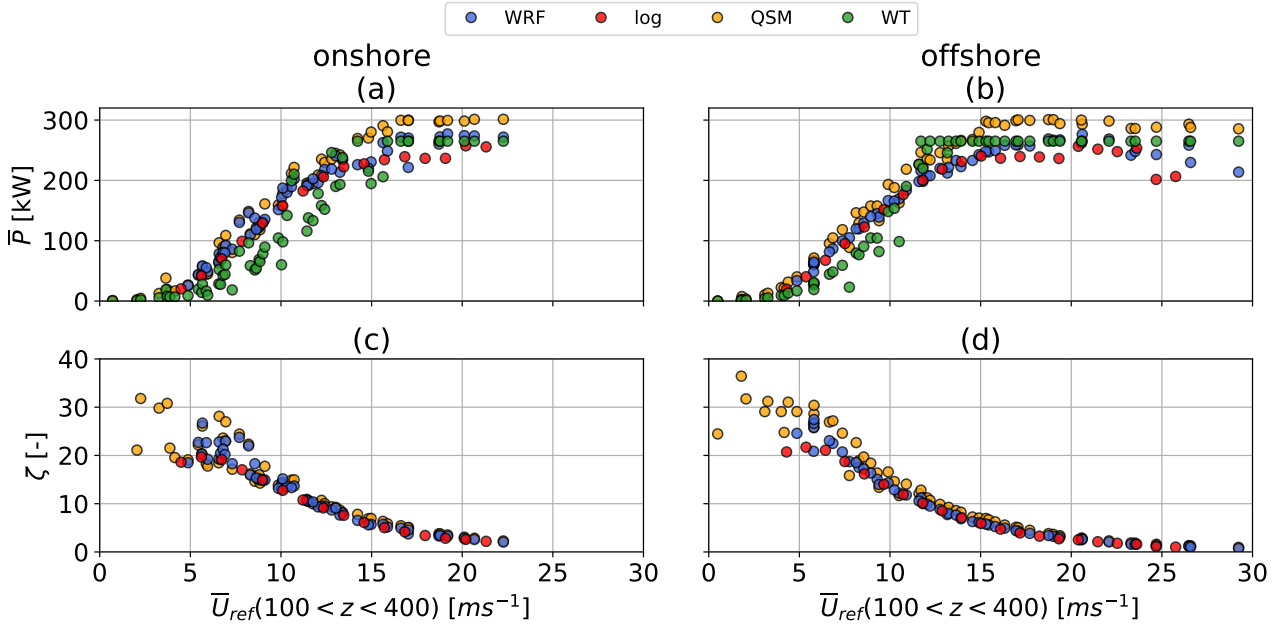 WRF log QSM WT
onshore offshore
(a) (b)
300
200
100
0
P̅ [kW]
(c) (d)
40
30
20
10
0
ζ [-]
0 5 10 15 20 25 30 0 5 10 15 20 25 30
U̅ref(100 < z < 400) [ms⁻¹] U̅ref(100 < z < 400) [ms⁻¹]